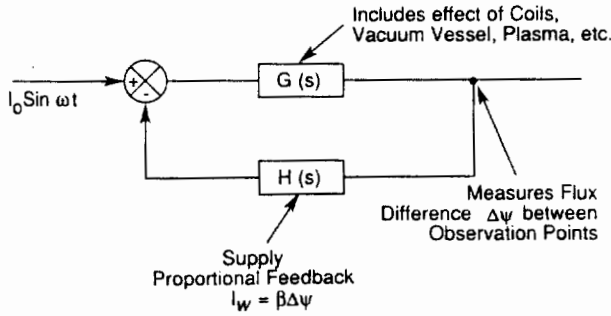 Includes effect of Coils,
Vacuum Vessel, Plasma, etc.
+
-
G (s)
I₀Sin ωt
H (s)
Measures Flux
Difference Δψ between
Observation Points
Supply
Proportional Feedback
I_W = βΔψ